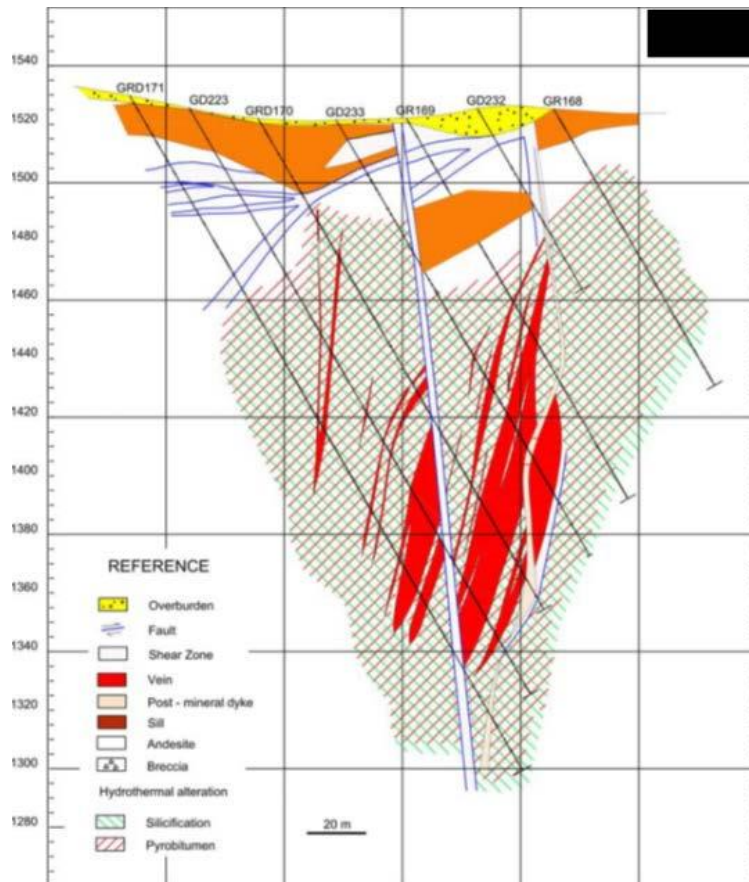 1540
GRD171 GD223 GRD170 GD233 GR169 GD232 GR168
1520
1500
1480
1460
1440
1420
1400
1380
1360
1340
1320
1300
1280
REFERENCE
Overburden
Fault
Shear Zone
Vein
Post - mineral dyke
Sill
Andesite
Breccia
Hydrothermal alteration
Silicification
Pyrobitumen
20 m